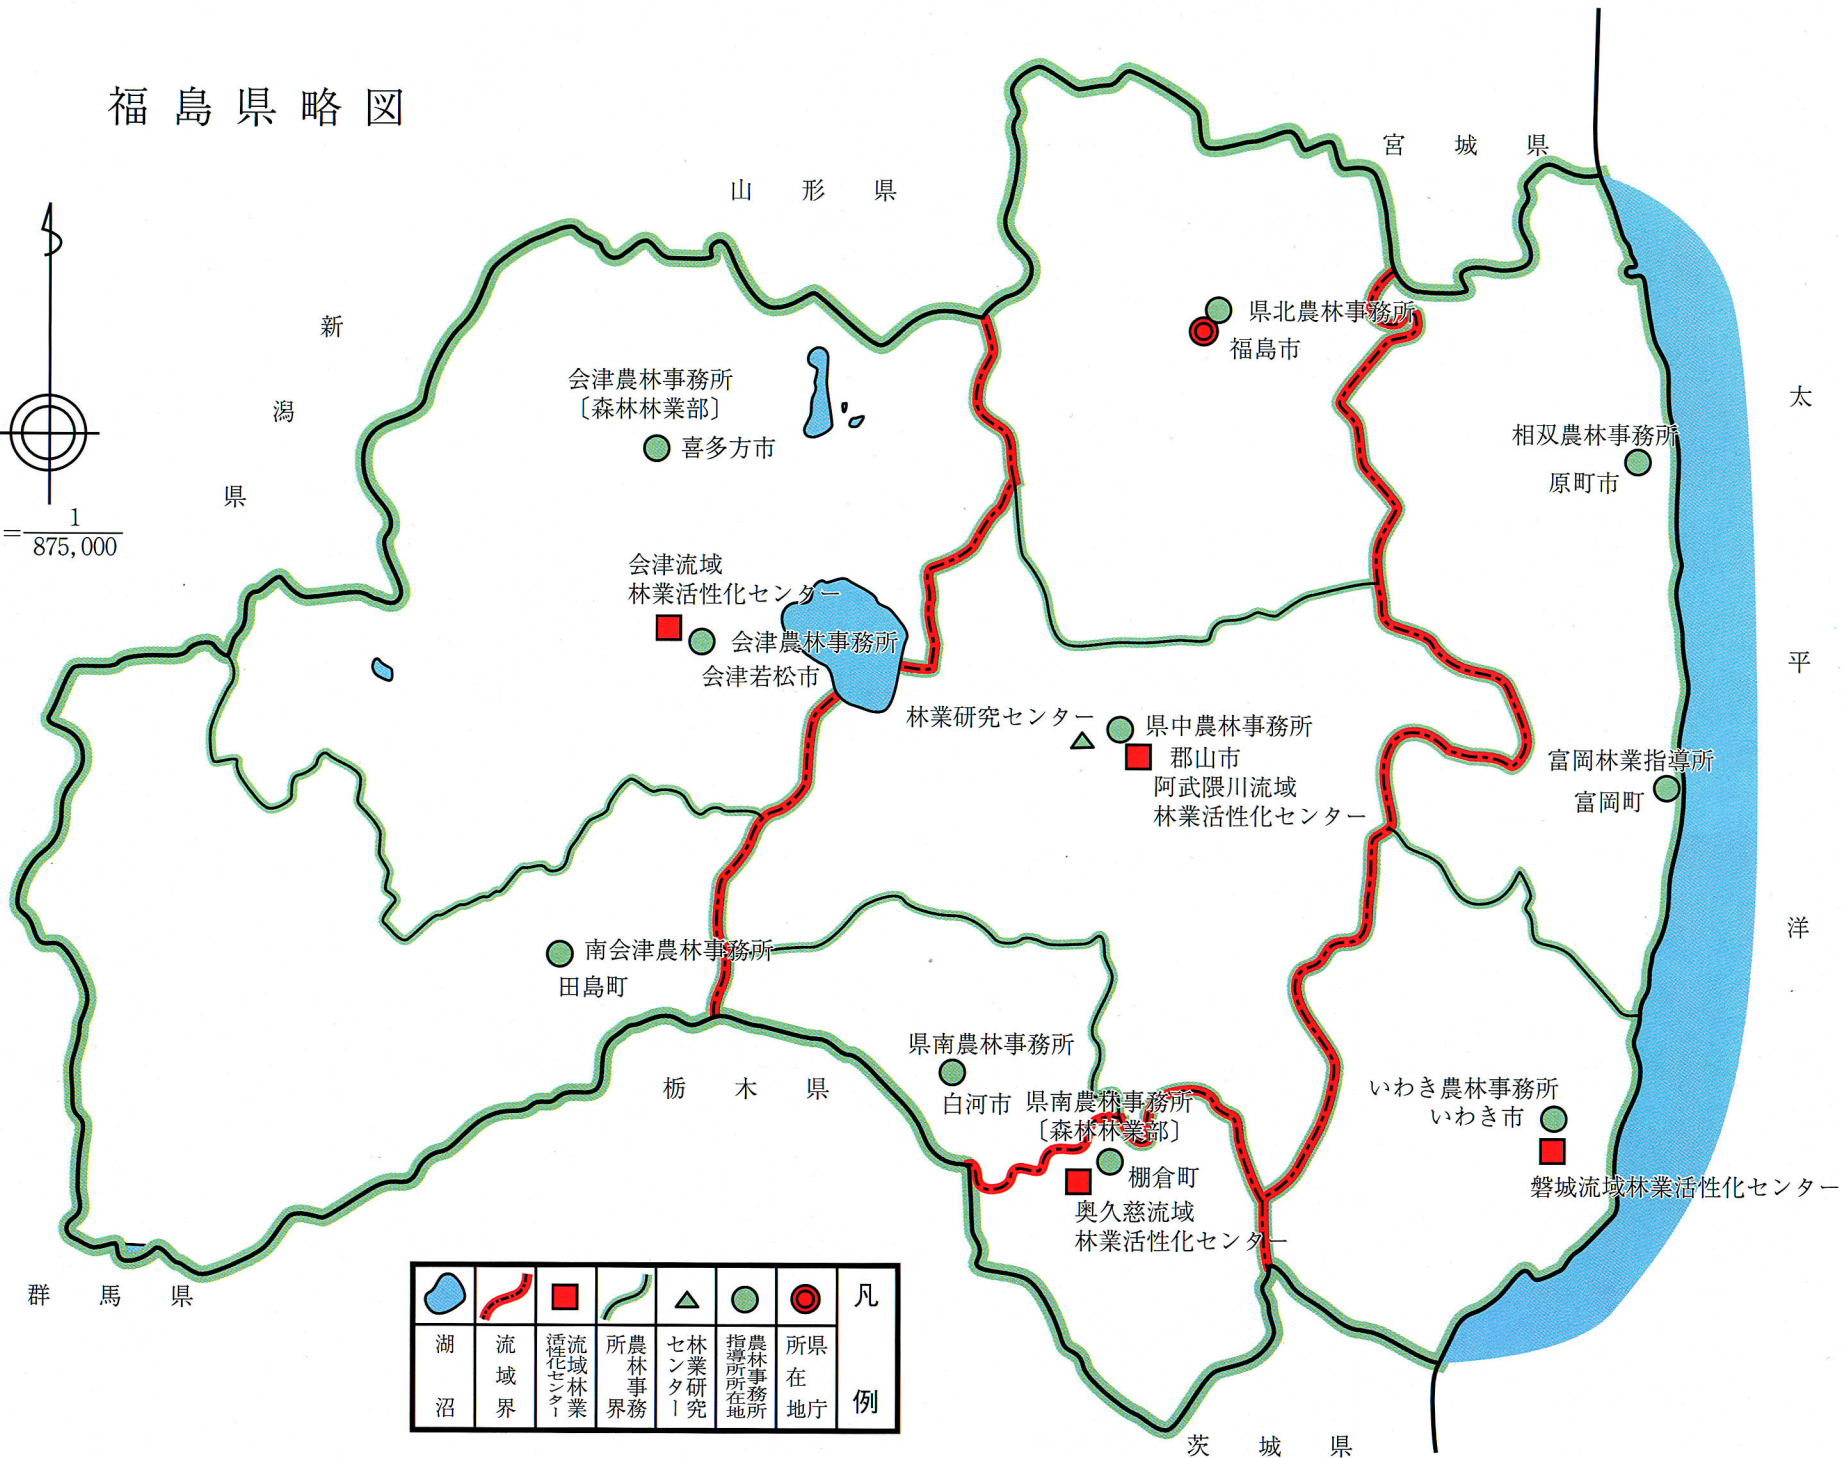 福島県略図
宮城県
山形県
新潟県
=1/875,000
県北農林事務所
福島市
会津農林事務所
〔森林林業部〕
喜多方市
相双農林事務所
原町市
太平洋
会津流域
林業活性化センター
会津農林事務所
会津若松市
林業研究センター
県中農林事務所
郡山市
阿武隈川流域
林業活性化センター
富岡林業指導所
富岡町
南会津農林事務所
田島町
県南農林事務所
白河市
県南農林事務所
〔森林林業部〕
棚倉町
奥久慈流域
林業活性化センター
いわき農林事務所
いわき市
磐城流域林業活性化センター
栃木県
群馬県
茨城県
凡例
県庁所在地
農林事務所
指導所所在地
林業研究
センター
農林事務
所界
流域林業
活性化センター
流域界
湖沼